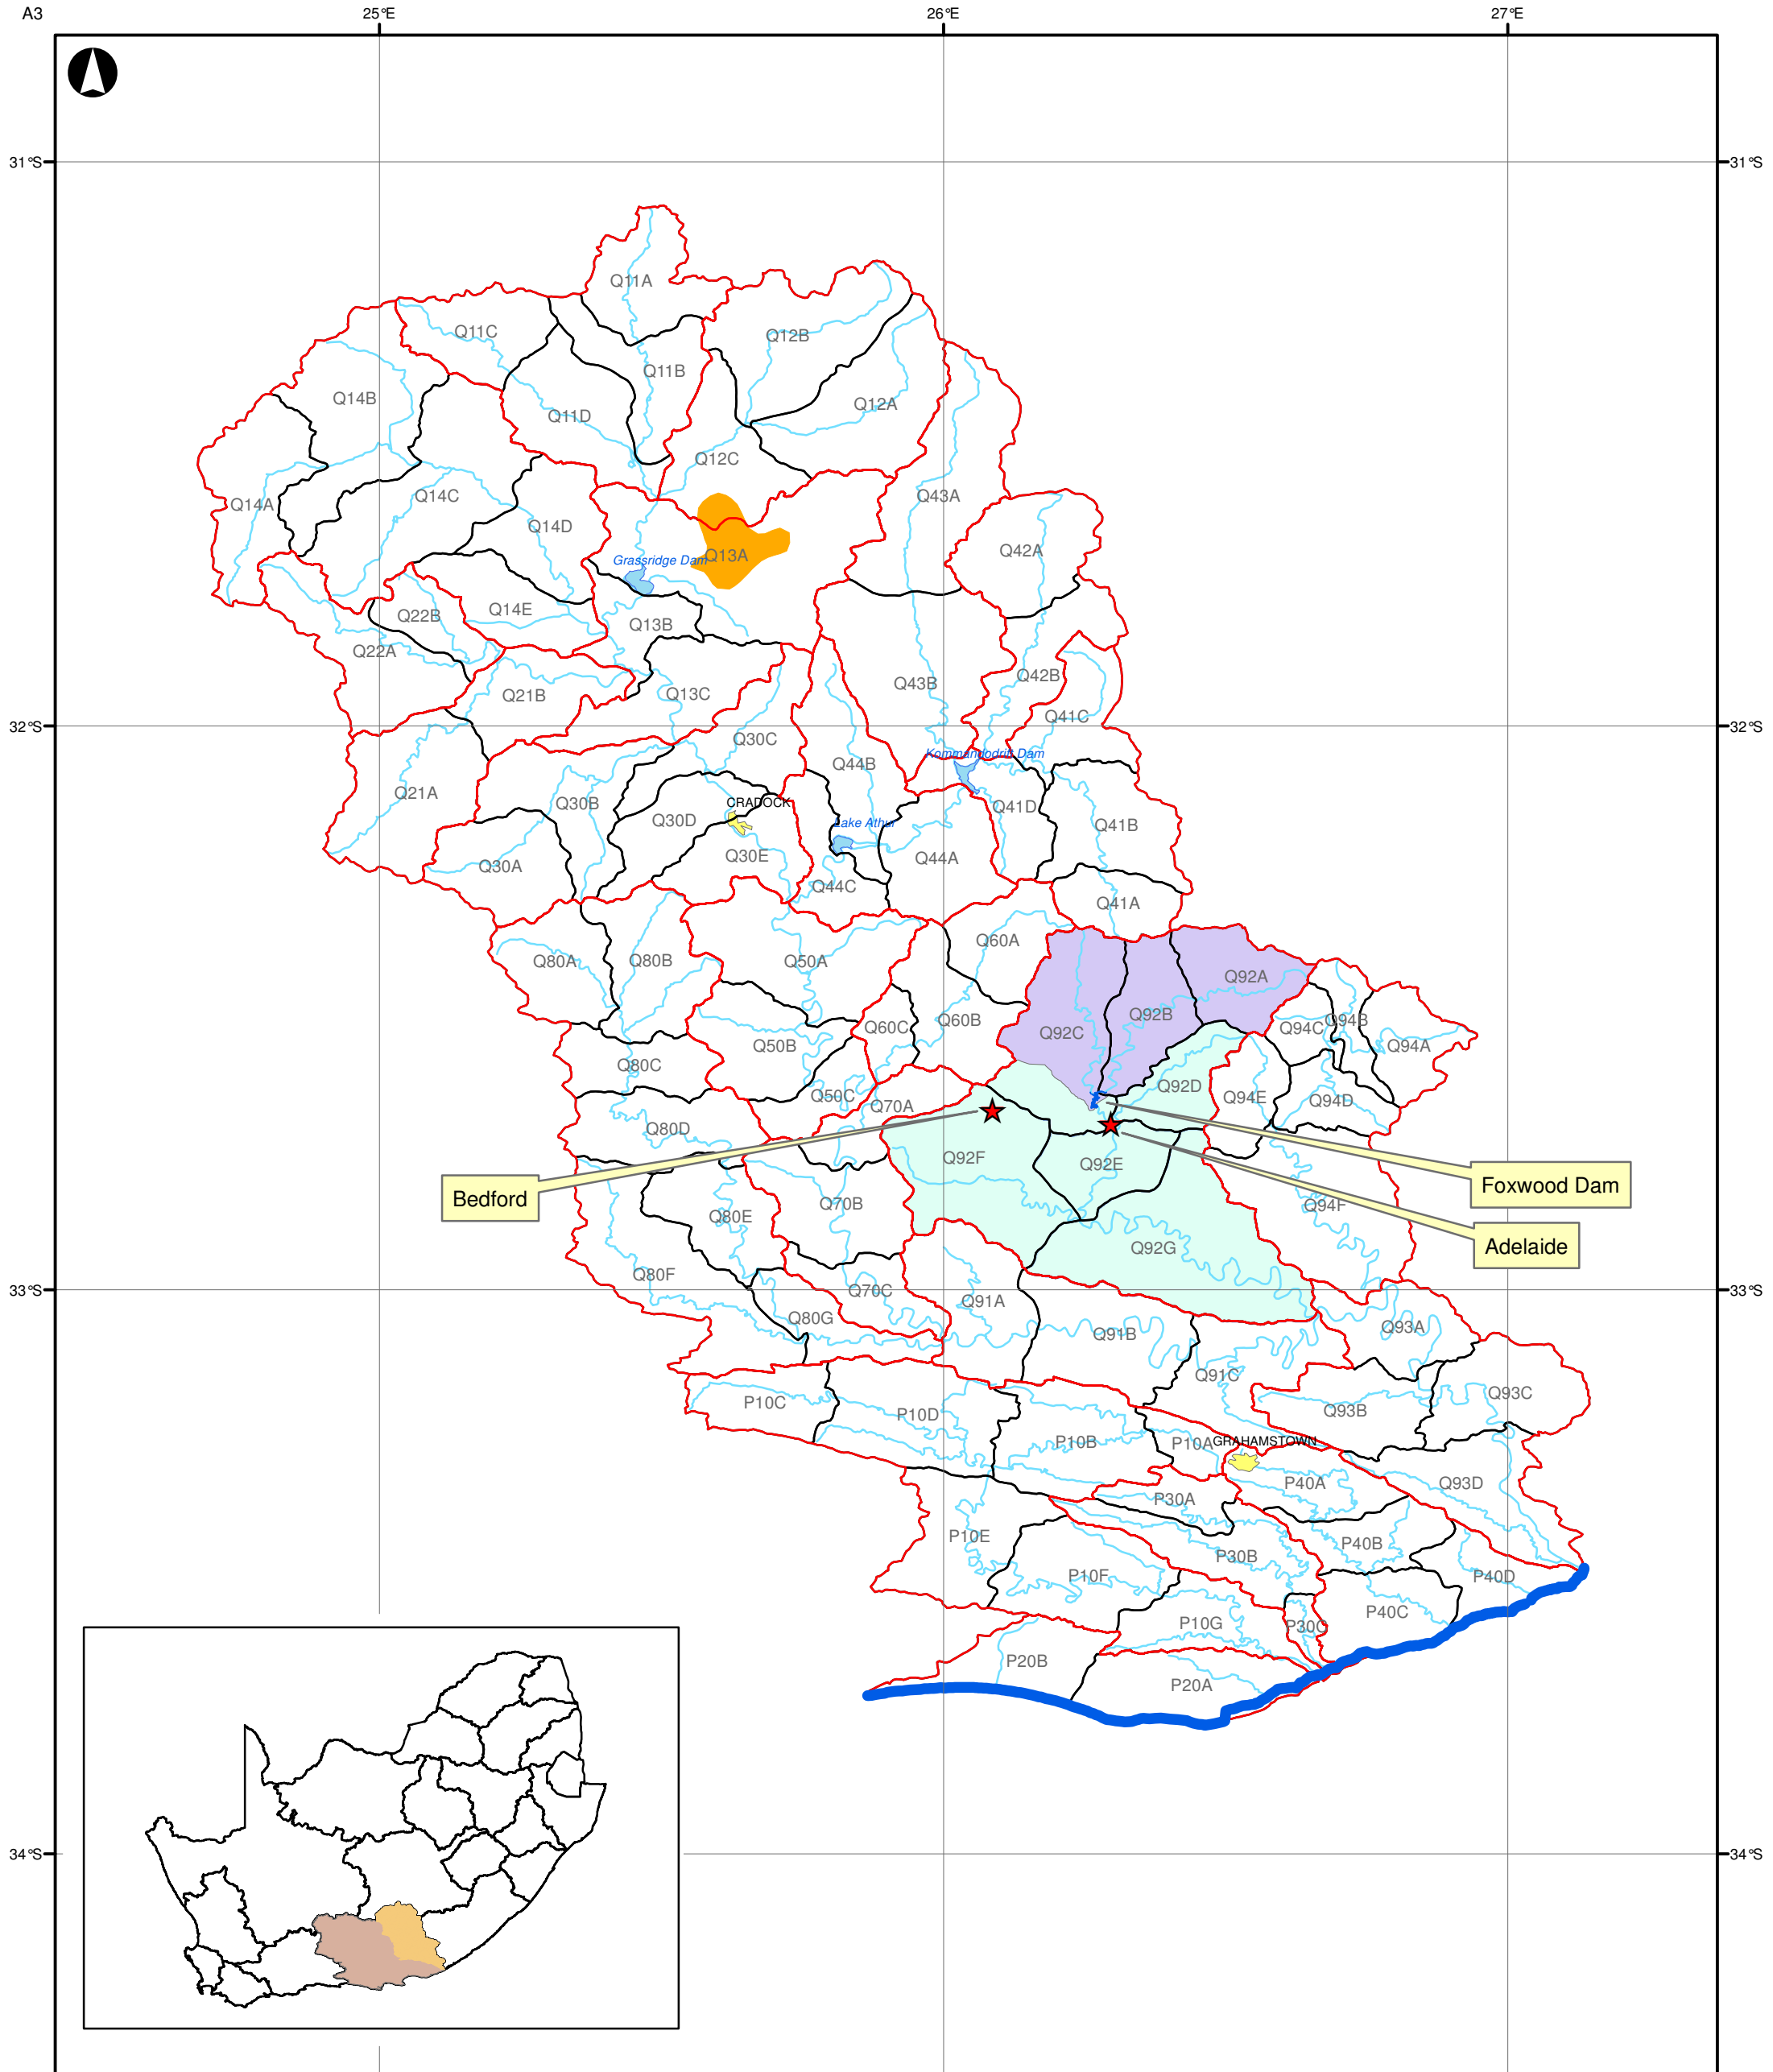 A3
25°E
26°E
27°E
31°S
31°S
Q11A
Q11C
Q12B
Q11B
Q14B
Q12A
Q11D
Q12C
Q14C
Q43A
Q14A
Q14D
Q42A
Q13A
Grassridge Dam
Q14E
Q22B
Q13B
Q22A
Q42B
Q43B
Q21B
Q13C
Q41C
32°S
32°S
Q30C
Kommandodrift Dam
Q44B
Q21A
Q30B
CRADOCK
Q41D
Q30D
Lake Athur
Q41B
Q30E
Q44A
Q30A
Q44C
Q41A
Q60A
Q80A
Q80B
Q50A
Q92A
Q92B
Q60C
Q60B
Q94C
Q94B
Q92C
Q50B
Q94A
Q80C
Q92D
Q50C
Q94E
Q94D
Q70A
Q80D
Q92F
Q92E
Foxwood Dam
Bedford
Q70B
Q94F
Q80E
Adelaide
Q92G
Q80F
33°S
33°S
Q70C
Q91A
Q80G
Q93A
Q91B
Q91C
Q93C
P10C
Q93B
P10D
P10B
P10A
GRAHAMSTOWN
P40A
Q93D
P30A
P10E
P40B
P30B
P10F
P40D
P40C
P10G
P30C
P20B
P20A
34°S
34°S